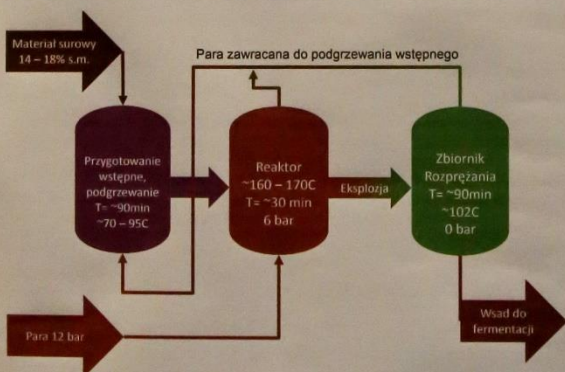 Materiał surowy
14 – 18% s.m.
Para zawracana do podgrzewania wstępnego
Przygotowanie
wstępne,
podgrzewanie
T= ~90min
~70 – 95C
Reaktor
~160 – 170C
T= ~30 min
6 bar
Eksplozja
Zbiornik
Rozprężania
T= ~90min
~102C
0 bar
Para 12 bar
Wsad do
fermentacji